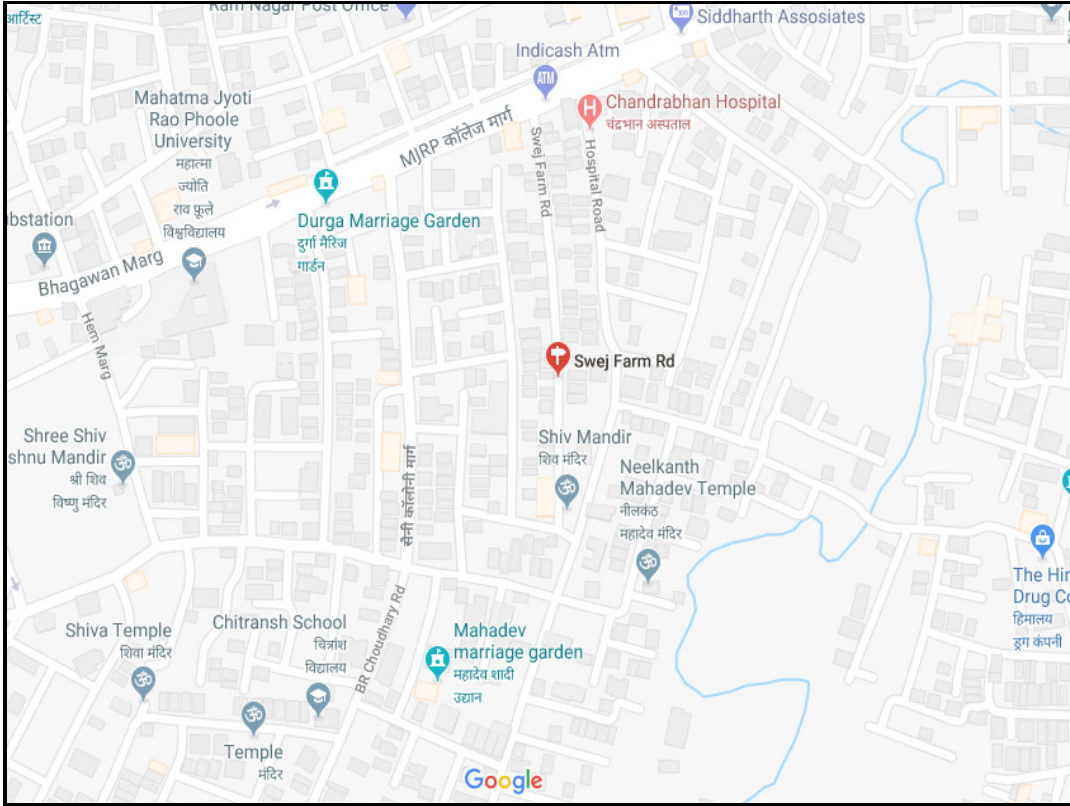 आर्टिस्ट
Ram Nagar Post Office
Siddharth Assosiates
Indicash Atm
ATM
Mahatma Jyoti
Rao Phoole
University
महात्मा
ज्योति
राव फूले
विश्वविद्यालय
MJRP कॉलेज मार्ग
H
Chandrabhan Hospital
चंद्रभान अस्पताल
Swej Farm Rd
Hospital Road
Durga Marriage Garden
दुर्गा मैरिज
गार्डन
bstation
Bhagawan Marg
Hem Marg
Swej Farm Rd
Shree Shiv
shnu Mandir
श्री शिव
विष्णु मंदिर
सैनी कॉलोनी मार्ग
Shiv Mandir
शिव मंदिर
Neelkanth
Mahadev Temple
नीलकंठ
महादेव मंदिर
The Hi
Drug Co
हिमालय
ड्रग कंपनी
BR Choudhary Rd
Chitransh School
चित्रांश
विद्यालय
Shiva Temple
शिवा मंदिर
Mahadev
marriage garden
महादेव शादी
उद्यान
Temple
मंदिर
Google